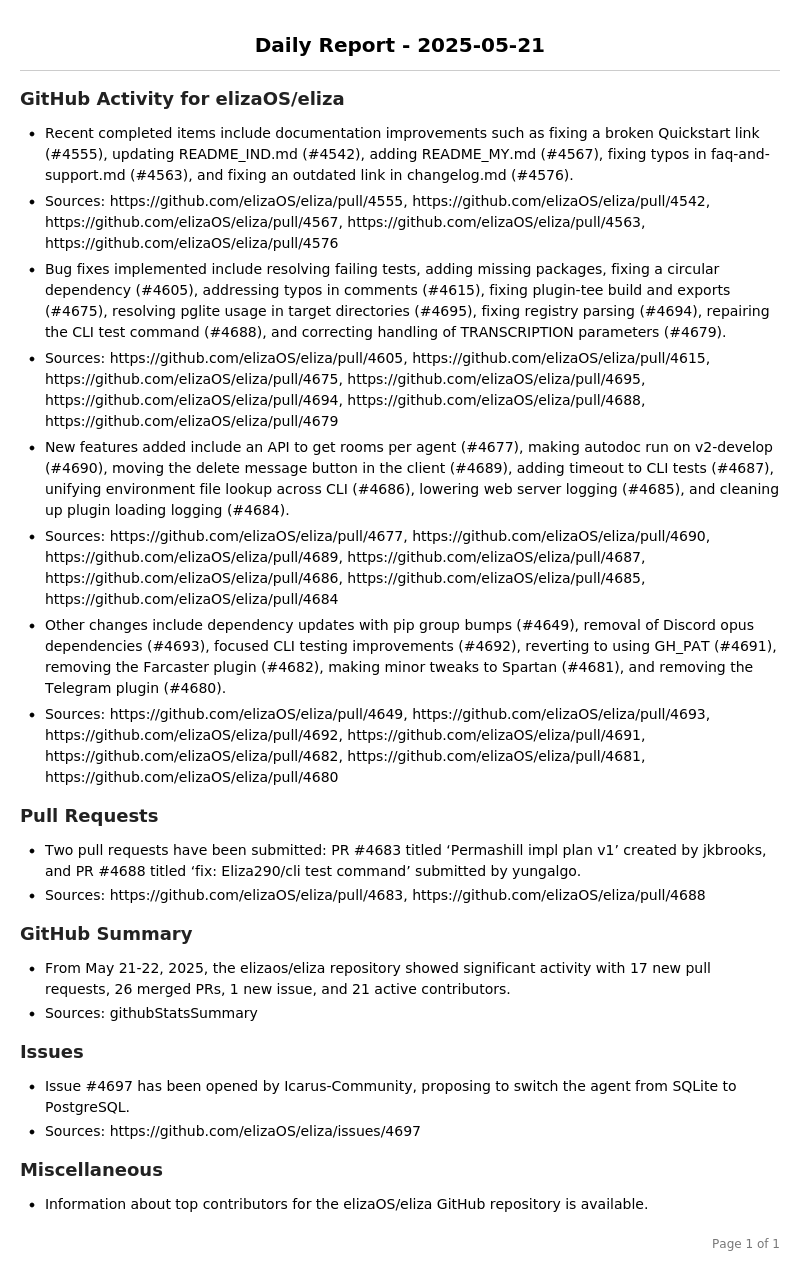 Daily Report - 2025-05-21
GitHub Activity for elizaOS/eliza
• Recent completed items include documentation improvements such as fixing a broken Quickstart link
(#4555), updating README_IND.md (#4542), adding README_MY.md (#4567), fixing typos in faq-and-
support.md (#4563), and fixing an outdated link in changelog.md (#4576).
• Sources: https://github.com/elizaOS/eliza/pull/4555, https://github.com/elizaOS/eliza/pull/4542,
https://github.com/elizaOS/eliza/pull/4567, https://github.com/elizaOS/eliza/pull/4563,
https://github.com/elizaOS/eliza/pull/4576
• Bug fixes implemented include resolving failing tests, adding missing packages, fixing a circular
dependency (#4605), addressing typos in comments (#4615), fixing plugin-tee build and exports
(#4675), resolving pglite usage in target directories (#4695), fixing registry parsing (#4694), repairing
the CLI test command (#4688), and correcting handling of TRANSCRIPTION parameters (#4679).
• Sources: https://github.com/elizaOS/eliza/pull/4605, https://github.com/elizaOS/eliza/pull/4615,
https://github.com/elizaOS/eliza/pull/4675, https://github.com/elizaOS/eliza/pull/4695,
https://github.com/elizaOS/eliza/pull/4694, https://github.com/elizaOS/eliza/pull/4688,
https://github.com/elizaOS/eliza/pull/4679
• New features added include an API to get rooms per agent (#4677), making autodoc run on v2-develop
(#4690), moving the delete message button in the client (#4689), adding timeout to CLI tests (#4687),
unifying environment file lookup across CLI (#4686), lowering web server logging (#4685), and cleaning
up plugin loading logging (#4684).
• Sources: https://github.com/elizaOS/eliza/pull/4677, https://github.com/elizaOS/eliza/pull/4690,
https://github.com/elizaOS/eliza/pull/4689, https://github.com/elizaOS/eliza/pull/4687,
https://github.com/elizaOS/eliza/pull/4686, https://github.com/elizaOS/eliza/pull/4685,
https://github.com/elizaOS/eliza/pull/4684
• Other changes include dependency updates with pip group bumps (#4649), removal of Discord opus
dependencies (#4693), focused CLI testing improvements (#4692), reverting to using GH_PAT (#4691),
removing the Farcaster plugin (#4682), making minor tweaks to Spartan (#4681), and removing the
Telegram plugin (#4680).
• Sources: https://github.com/elizaOS/eliza/pull/4649, https://github.com/elizaOS/eliza/pull/4693,
https://github.com/elizaOS/eliza/pull/4692, https://github.com/elizaOS/eliza/pull/4691,
https://github.com/elizaOS/eliza/pull/4682, https://github.com/elizaOS/eliza/pull/4681,
https://github.com/elizaOS/eliza/pull/4680
Pull Requests
• Two pull requests have been submitted: PR #4683 titled ‘Permashill impl plan v1’ created by jkbrooks,
and PR #4688 titled ‘fix: Eliza290/cli test command’ submitted by yungalgo.
• Sources: https://github.com/elizaOS/eliza/pull/4683, https://github.com/elizaOS/eliza/pull/4688
GitHub Summary
• From May 21-22, 2025, the elizaos/eliza repository showed significant activity with 17 new pull
requests, 26 merged PRs, 1 new issue, and 21 active contributors.
• Sources: githubStatsSummary
Issues
• Issue #4697 has been opened by Icarus-Community, proposing to switch the agent from SQLite to
PostgreSQL.
• Sources: https://github.com/elizaOS/eliza/issues/4697
Miscellaneous
• Information about top contributors for the elizaOS/eliza GitHub repository is available.
Page 1 of 1